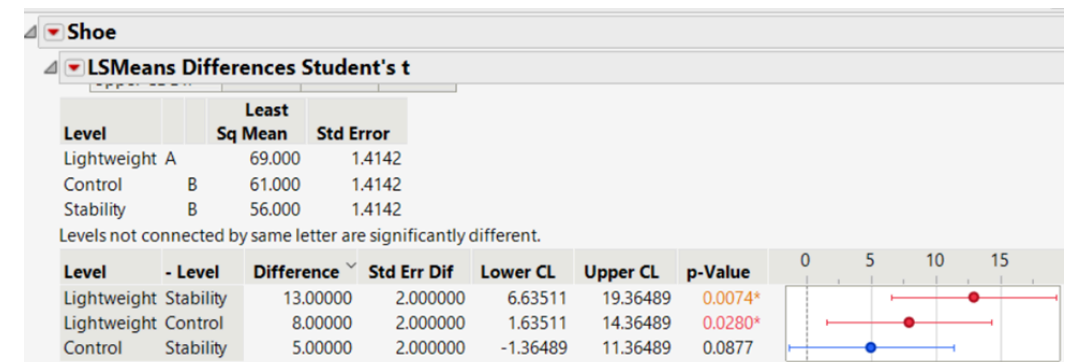 Shoe
LSMeans Differences Student's t
Least
Level Sq Mean Std Error
Lightweight A 69.000 1.4142
Control B 61.000 1.4142
Stability B 56.000 1.4142
Levels not connected by same letter are significantly different.
Level - Level Difference Std Err Dif Lower CL Upper CL p-Value 0 5 10 15
Lightweight Stability 13.00000 2.000000 6.63511 19.36489 0.0074*
Lightweight Control 8.00000 2.000000 1.63511 14.36489 0.0280*
Control Stability 5.00000 2.000000 -1.36489 11.36489 0.0877